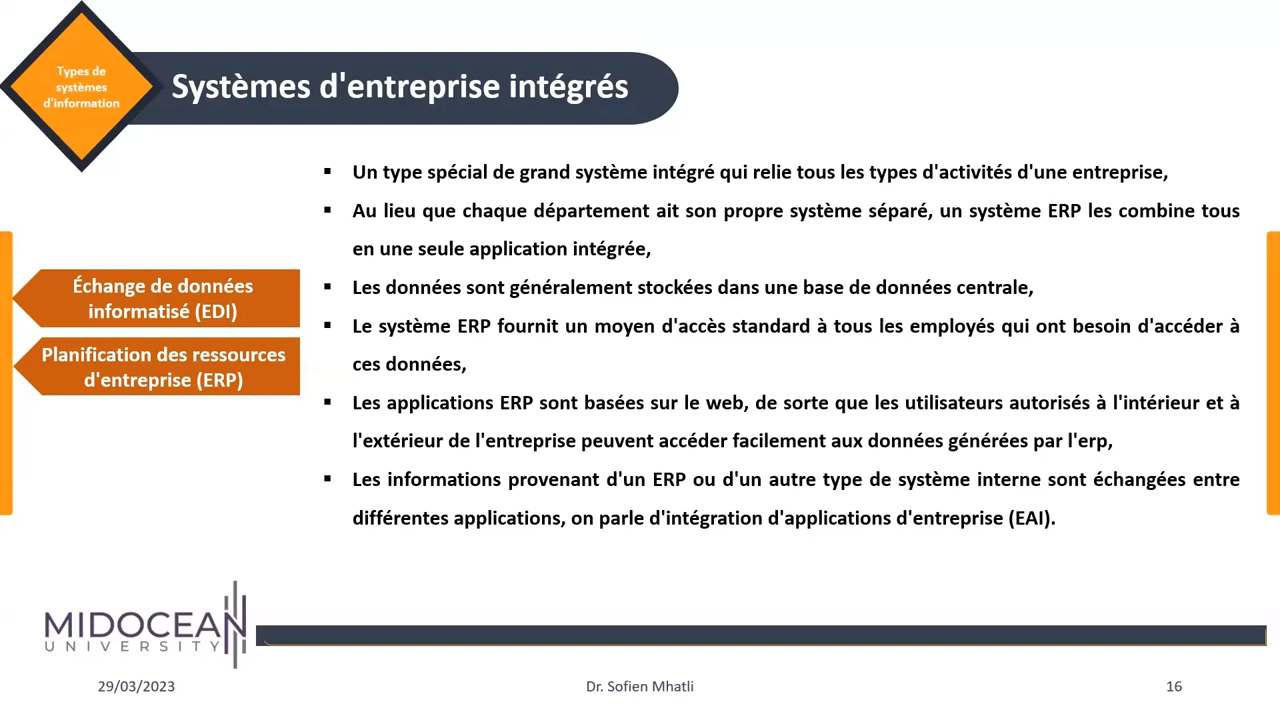 Types de
systèmes
d'information
Systèmes d'entreprise intégrés
▪ Un type spécial de grand système intégré qui relie tous les types d'activités d'une entreprise,
▪ Au lieu que chaque département ait son propre système séparé, un système ERP les combine tous
en une seule application intégrée,
▪ Les données sont généralement stockées dans une base de données centrale,
▪ Le système ERP fournit un moyen d'accès standard à tous les employés qui ont besoin d'accéder à
ces données,
▪ Les applications ERP sont basées sur le web, de sorte que les utilisateurs autorisés à l'intérieur et à
l'extérieur de l'entreprise peuvent accéder facilement aux données générées par l'erp,
▪ Les informations provenant d'un ERP ou d'un autre type de système interne sont échangées entre
différentes applications, on parle d'intégration d'applications d'entreprise (EAI).
Échange de données
informatisé (EDI)
Planification des ressources
d'entreprise (ERP)
MIDOCEAN
UNIVERSITY
29/03/2023
Dr. Sofien Mhatli
16